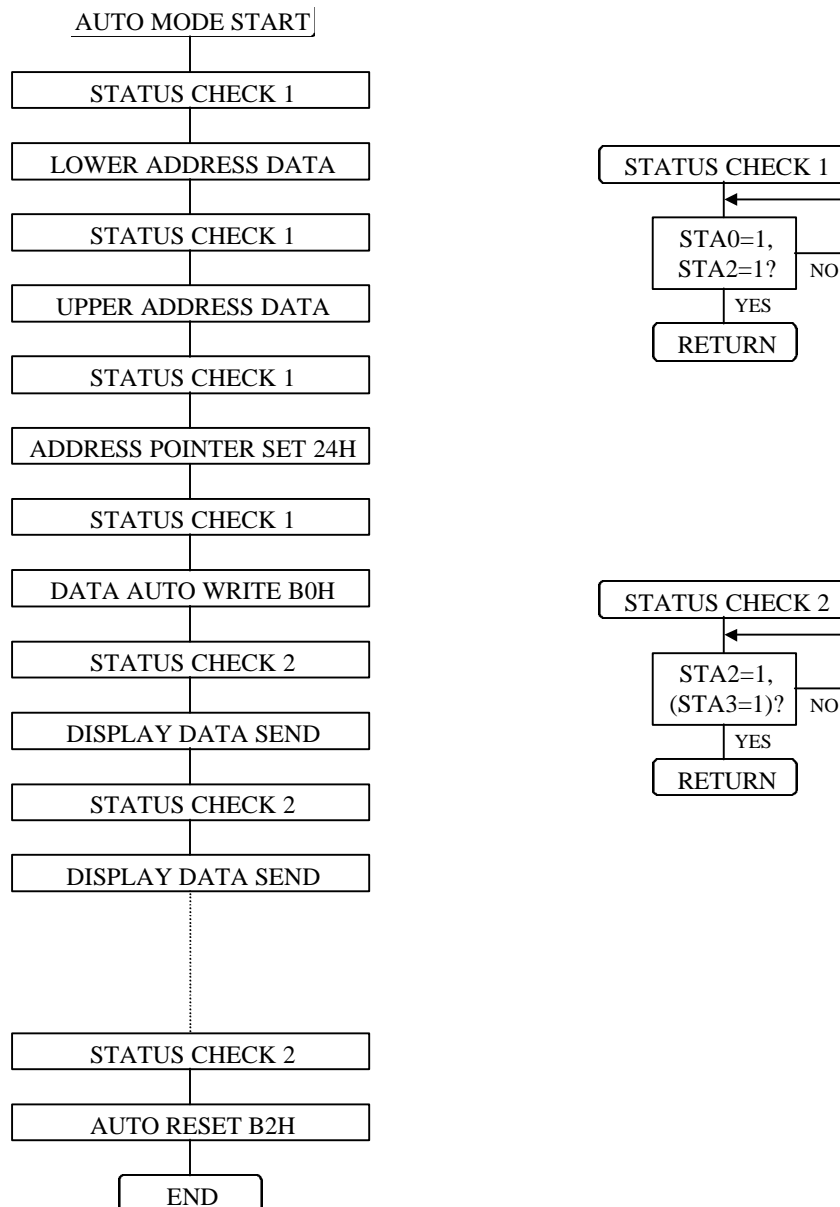 AUTO MODE START
STATUS CHECK 1
LOWER ADDRESS DATA
STATUS CHECK 1
UPPER ADDRESS DATA
STATUS CHECK 1
ADDRESS POINTER SET 24H
STATUS CHECK 1
DATA AUTO WRITE B0H
STATUS CHECK 2
DISPLAY DATA SEND
STATUS CHECK 2
DISPLAY DATA SEND
STATUS CHECK 2
AUTO RESET B2H
END
STATUS CHECK 1
STA0=1,
STA2=1?
NO
YES
RETURN
STATUS CHECK 2
STA2=1,
(STA3=1)?
NO
YES
RETURN